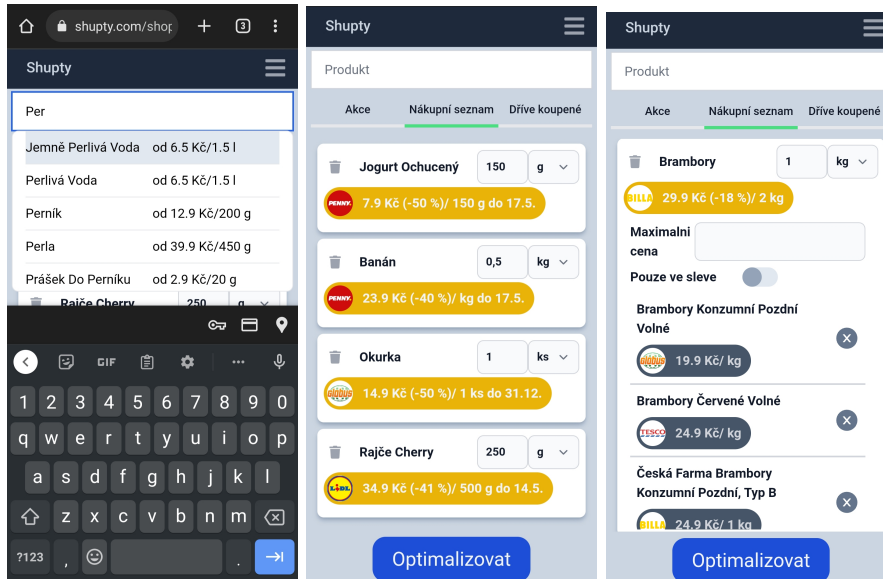 shupty.com/shop
3
Shupty
Per
Jemně Perlivá Voda od 6.5 Kč/1.5 l
Perlivá Voda od 6.5 Kč/1.5 l
Perník od 12.9 Kč/200 g
Perla od 39.9 Kč/450 g
Prášek Do Perníku od 2.9 Kč/20 g
Rajče Cherry 250 g
GIF
1 2 3 4 5 6 7 8 9 0
q w e r t y u i o p
a s d f g h j k l
z x c v b n m
?123 , .
Shupty
Produkt
Akce Nákupní seznam Dříve koupené
Jogurt Ochucený 150 g
PENNY. 7.9 Kč (-50 %)/ 150 g do 17.5.
Banán 0,5 kg
PENNY. 23.9 Kč (-40 %)/ kg do 17.5.
Okurka 1 ks
GLOBUS 14.9 Kč (-50 %)/ 1 ks do 31.12.
Rajče Cherry 250 g
LIDL 34.9 Kč (-41 %)/ 500 g do 14.5.
Optimalizovat
Shupty
Produkt
Akce Nákupní seznam Dříve koupené
Brambory 1 kg
BILLA 29.9 Kč (-18 %)/ 2 kg
Maximalni
cena
Pouze ve sleve
Brambory Konzumní Pozdní
Volné
X
GLOBUS 19.9 Kč/ kg
Brambory Červené Volné
X
TESCO 24.9 Kč/ kg
Česká Farma Brambory
Konzumní Pozdní, Typ B
X
BILLA 24.9 Kč/ 1 kg
Optimalizovat